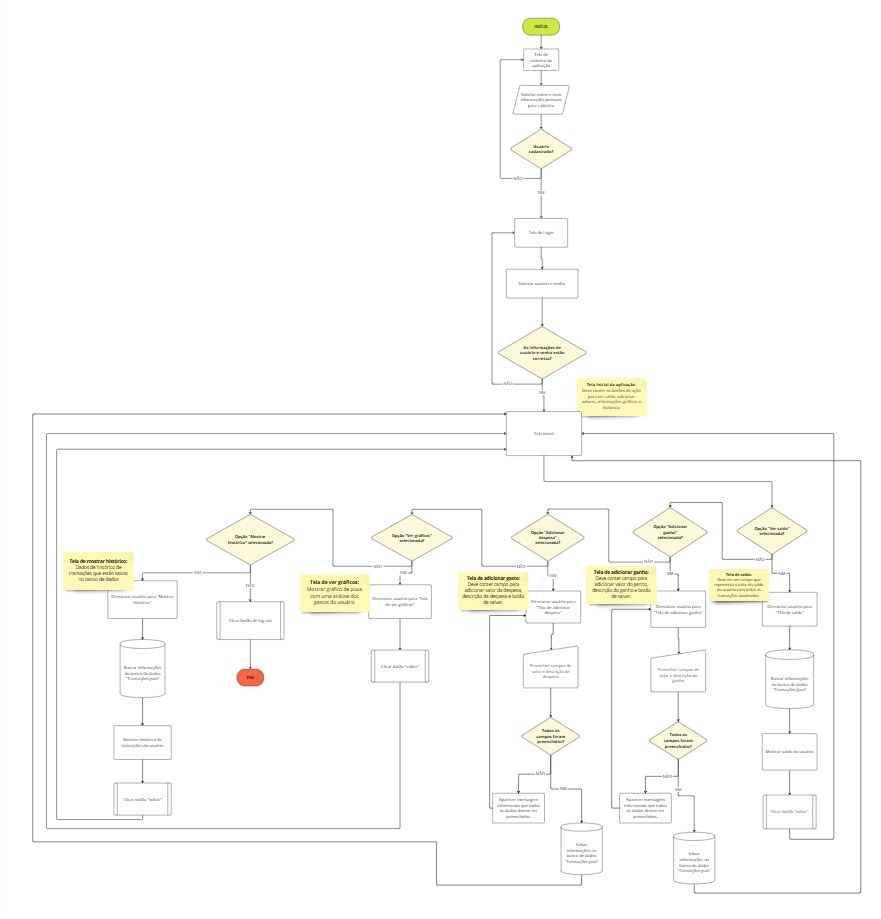 INÍCIO
Tela de
cadastro da
aplicação
Solicitar nome e mais
informações pessoais
para cadastro
Usuário
cadastrado?
NÃO
SIM
Tela de Login
Solicitar usuário e senha.
As informações de
usuário e senha estão
corretas?
NÃO
SIM
Tela inicial da aplicação:
Deve conter os botões de ação
para ver saldo, adicionar
valores, informações gráficas e
histórico.
Tela inicial
Opção "Mostrar
histórico" selecionada?
Opção "Ver gráficos"
selecionada?
Opção "Adicionar
despesa"
selecionada?
Opção "Adicionar
ganho"
selecionada?
Opção "Ver saldo"
selecionada?
NÃO
NÃO
NÃO
NÃO
SIM
NÃO
SIM
SIM
SIM
SIM
Tela de mostrar histórico:
Dados de histórico de
transações que estão salvos
no banco de dados
Direcionar usuário para "Mostrar
histórico"
Buscar informações
no banco de dados
"Transações.json"
Mostrar histórico de
transações do usuário
Clicar botão "voltar"
Clicar botão de log-out
FIM
Tela de ver gráficos:
Mostrar gráfico de pizza
com uma análise dos
gastos do usuário
Direcionar usuário para "Tela
de ver gráficos"
Clicar botão "voltar"
Tela de adicionar gasto:
Deve conter campo para
adicionar valor da despesa,
descrição da despesa e botão
de salvar.
Direcionar usuário para
"Tela de adicionar
despesa"
Preencher campos de
valor e descrição da
despesa
Todos os
campos foram
preenchidos?
NÃO
SIM
Aparecer mensagem
informando que todos
os dados devem ser
preenchidos.
Salvar
informações no
banco de dados
"Transações.json"
Tela de adicionar ganho:
Deve conter campo para
adicionar valor do ganho,
descrição do ganho e botão
de salvar.
Direcionar usuário para
"Tela de adicionar ganho"
Preencher campos de
valor e descrição do
ganho
Todos os
campos foram
preenchidos?
NÃO
SIM
Aparecer mensagem
informando que todos
os dados devem ser
preenchidos.
Salvar
informações no
banco de dados
"Transações.json"
Tela de saldo:
Deve ter um campo que
representa o valor do saldo
do usuário com todas as
transações atualizadas.
Direcionar usuário para
"Tela de saldo"
Buscar informações
no banco de dados
"Transações.json"
Mostrar saldo do usuário
Clicar botão "voltar"